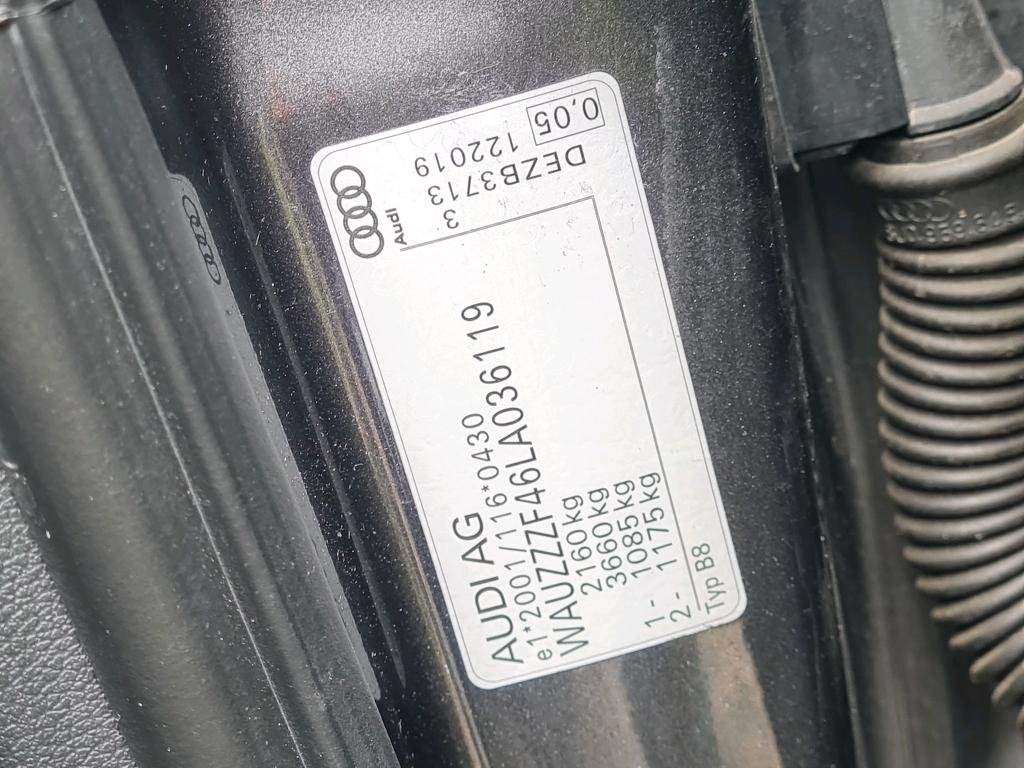 AUDI AG
e1*2001/116*0430
WAUZZZF46LA036119
2160kg
3660kg
1- 1085kg
2- 1175kg
Typ B8
Audi
3
DEZB3713
122019
0,05